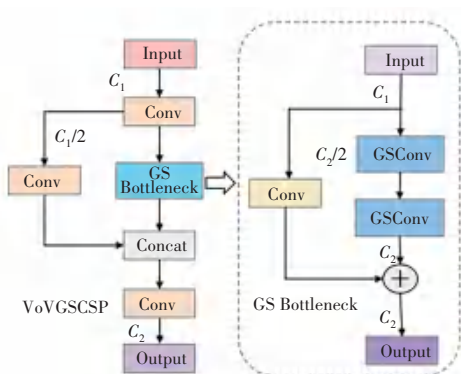 Input
C₁
Conv
C₁/2
Conv
GS
Bottleneck
Concat
VoVGSCSP
Conv
C₂
Output
Input
C₁
C₂/2
GSConv
Conv
GSConv
C₂
+
GS Bottleneck
C₂
Output